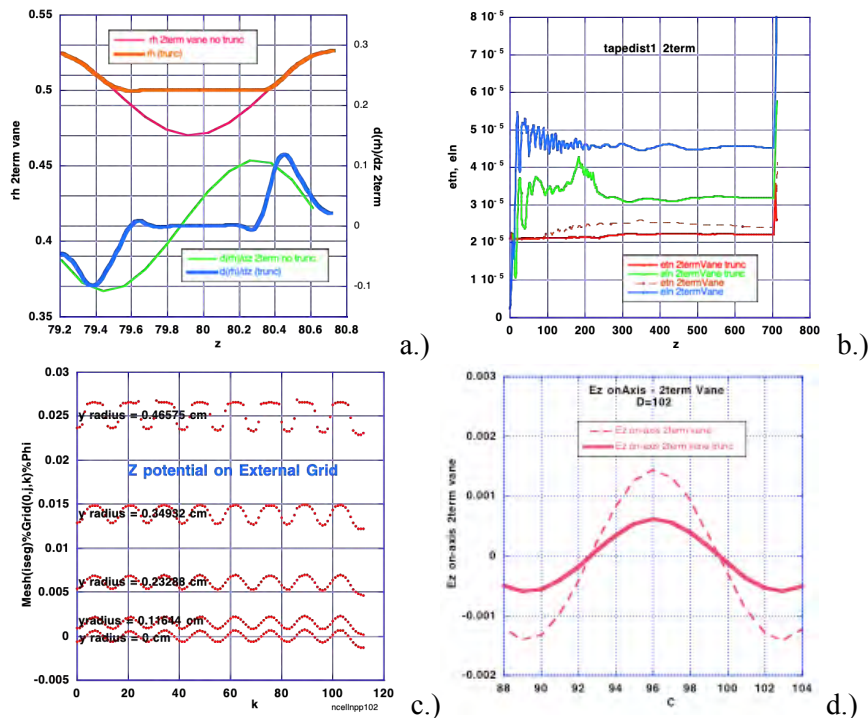 0.55
0.5
0.45
0.4
0.35
rh 2term vane
79.2 79.4 79.6 79.8 80 80.2 80.4 80.6 80.8
z
0.3
0.2
0.1
0
-0.1
d(rh)/dz 2term
rh 2term vane no trunc
rh (trunc)
d(rh)/dz 2term no trunc
d(rh)/dz (trunc)
a.)
8 10-5
7 10-5
6 10-5
5 10-5
4 10-5
3 10-5
2 10-5
1 10-5
0
etn, eln
tapedist1 2term
etn 2termVane trunc
eln 2termVane trunc
etn 2termVane
eln 2termVane
0 100 200 300 400 500 600 700 800
z
b.)
0.03
0.025
0.02
0.015
0.01
0.005
0
-0.005
Mesh(iseg)%Grid(0,j,k)%Phi
y radius = 0.46575 cm
Z potential on External Grid
y radius = 0.34932 cm
y radius = 0.23288 cm
y radius = 0.11644 cm
y radius = 0 cm
0 20 40 60 80 100 120
k
ncellnpp102
c.)
0.003
0.002
0.001
0
-0.001
-0.002
Ez on-axis 2term vane
Ez onAxis - 2term Vane
D=102
Ez on-axis 2term vane
Ez on-axis 2term Vane trunc
88 90 92 94 96 98 100 102 104
C
d.)